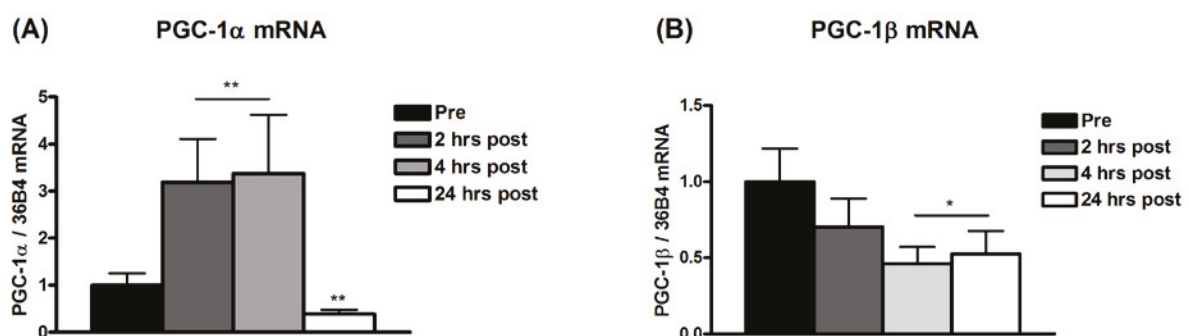 (A) PGC-1α mRNA
PGC-1α / 36B4 mRNA
5
4
3
2
1
0
**
**
Pre
2 hrs post
4 hrs post
24 hrs post
(B) PGC-1β mRNA
PGC-1β / 36B4 mRNA
1.5
1.0
0.5
0.0
*
Pre
2 hrs post
4 hrs post
24 hrs post